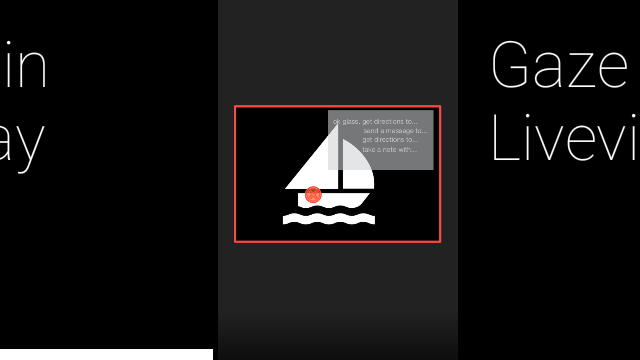 in
ay
ok glass, get directions to...
send a message to...
get directions to...
take a note with...
Gaze
Livevi